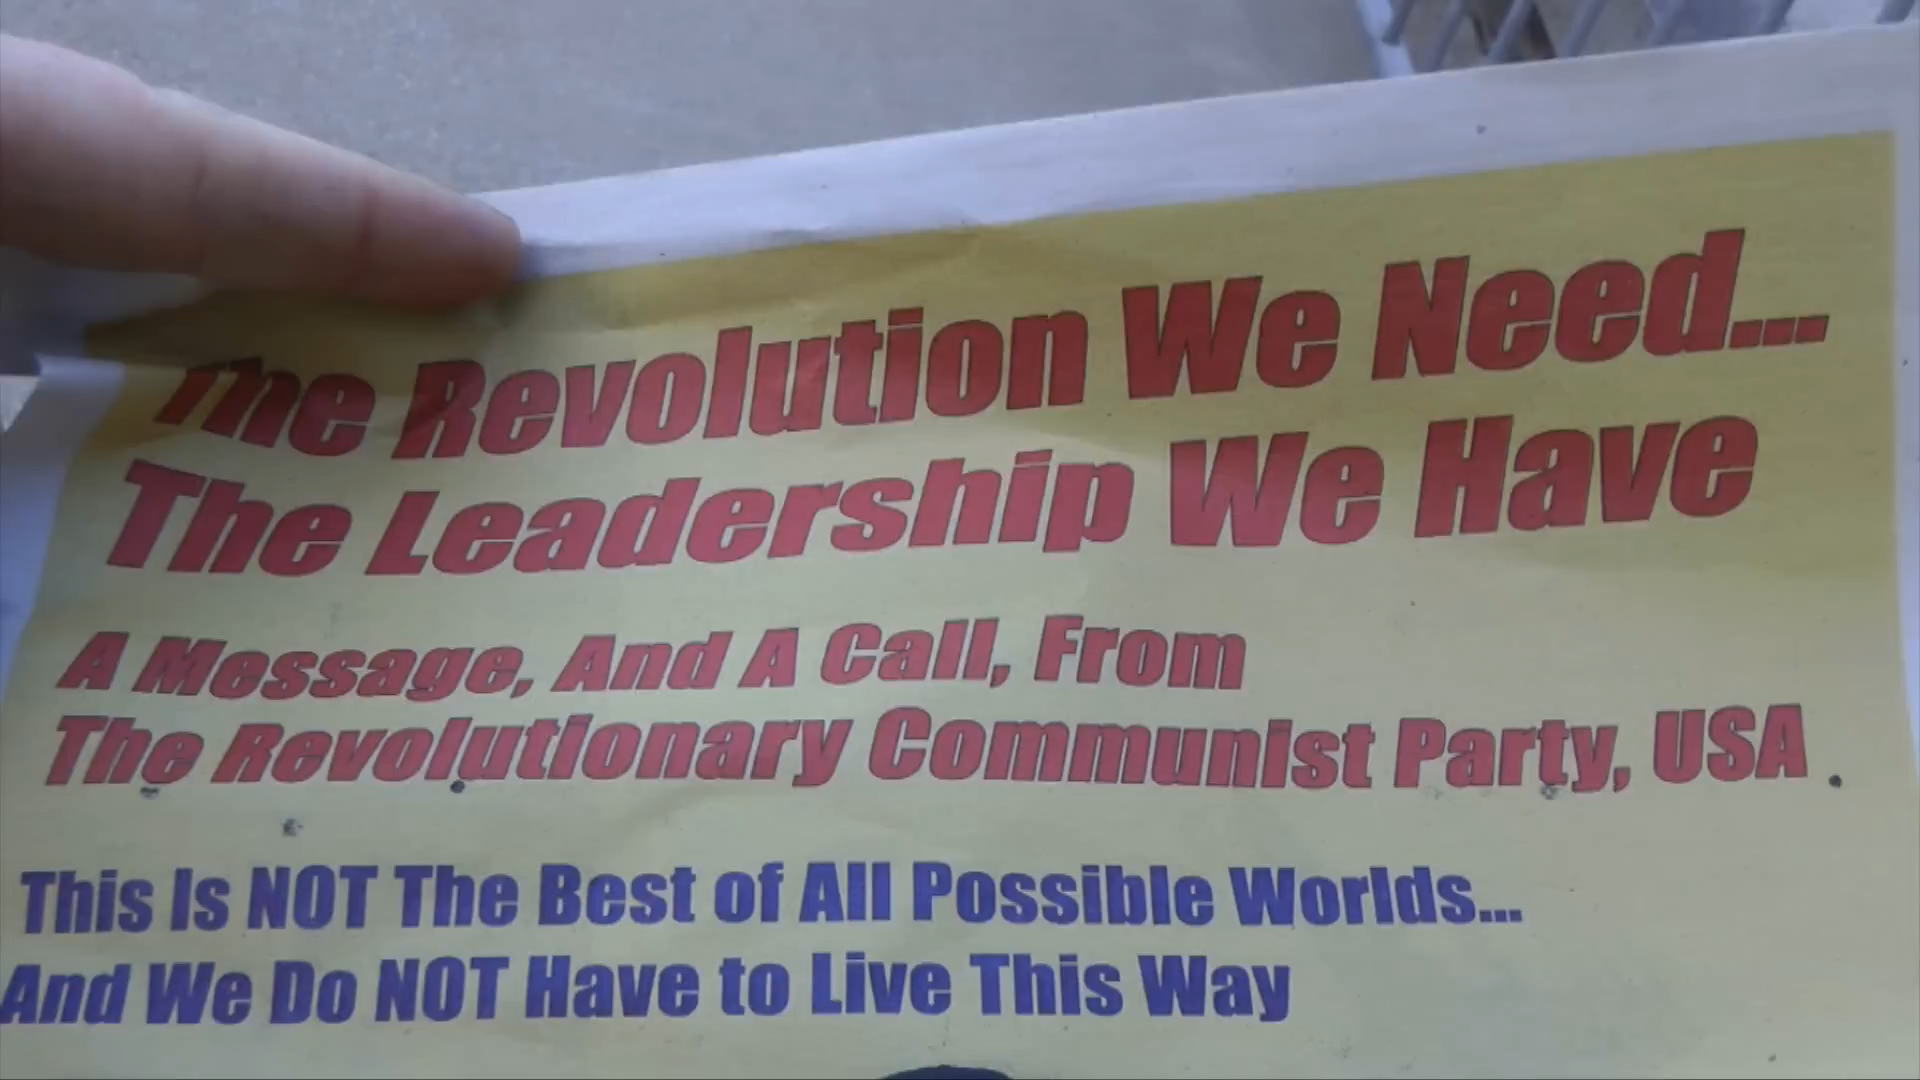 The Revolution We Need...
The Leadership We Have
A Message, And A Call, From
The Revolutionary Communist Party, USA
This Is NOT The Best of All Possible Worlds...
And We Do NOT Have to Live This Way